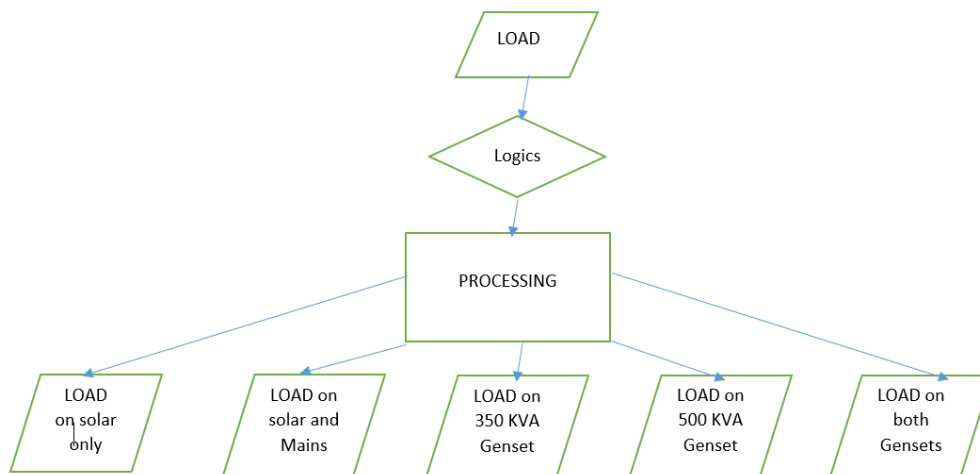 LOAD
Logics
PROCESSING
LOAD
on solar
only
LOAD on
solar and
Mains
LOAD on
350 KVA
Genset
LOAD on
500 KVA
Genset
LOAD on
both
Gensets